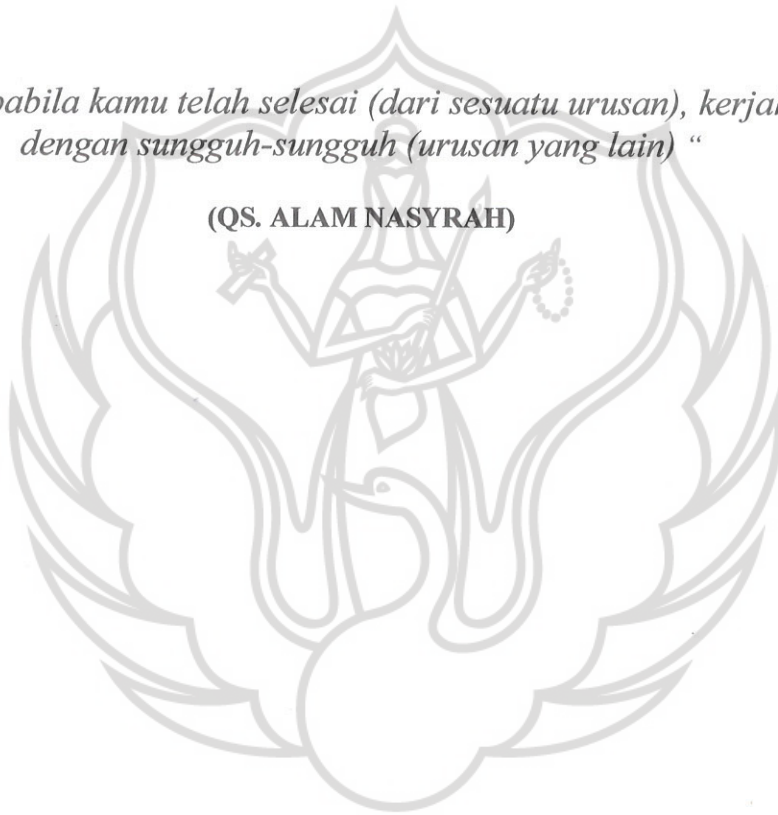 pabila kamu telah selesai (dari sesuatu urusan), kerja
dengan sungguh-sungguh (urusan yang lain) “
(QS. ALAM NASYRAH)